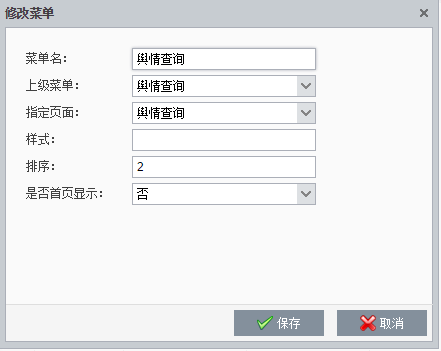 修改菜单
菜单名: 舆情查询
上级菜单: 舆情查询
指定页面: 舆情查询
样式:
排序: 2
是否首页显示: 否
保存 取消